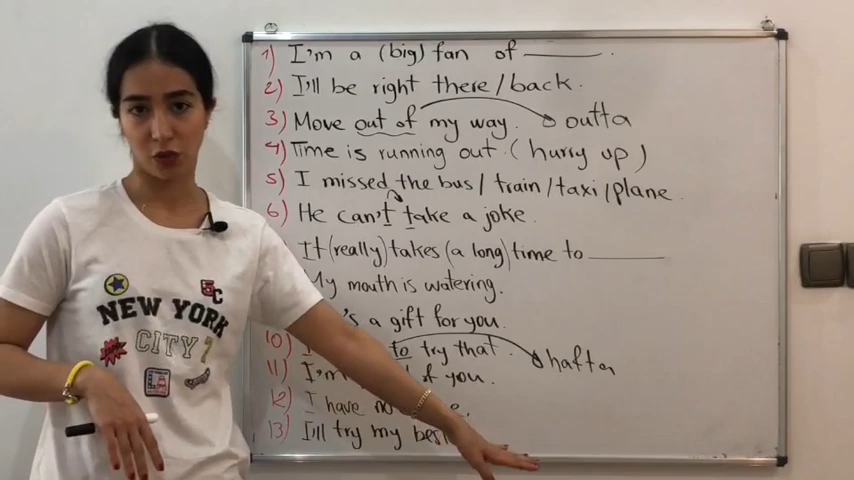 1) I'm a (big) fan of ______.
2) I'll be right there/back.
3) Move out of my way. outta
4) Time is running out. (hurry up)
5) I missed the bus/train/taxi/plane.
6) He can't take a joke.
It (really) takes (a long) time to ______
My mouth is watering.
's a gift for you.
10) to try that. hafta
11) I'm of you.
12) I have no
13) I'll try my best
NEW YORK
CITY
5C
7